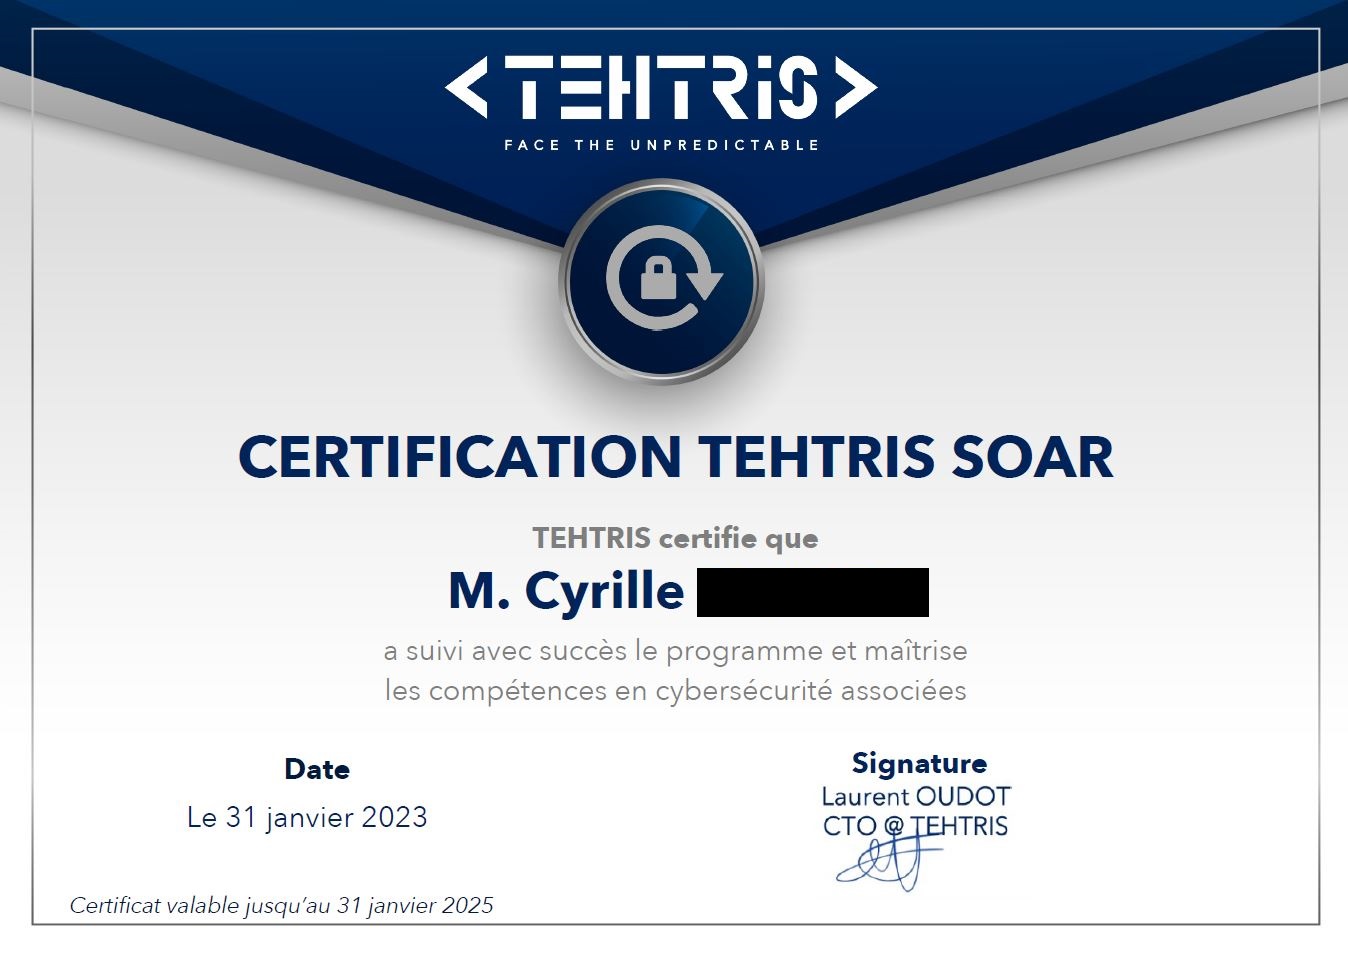 <TEHTRIS>
FACE THE UNPREDICTABLE
CERTIFICATION TEHTRIS SOAR
TEHTRIS certifie que
M. Cyrille
a suivi avec succès le programme et maîtrise
les compétences en cybersécurité associées
Date
Le 31 janvier 2023
Signature
Laurent OUDOT
CTO @ TEHTRIS
Certificat valable jusqu'au 31 janvier 2025